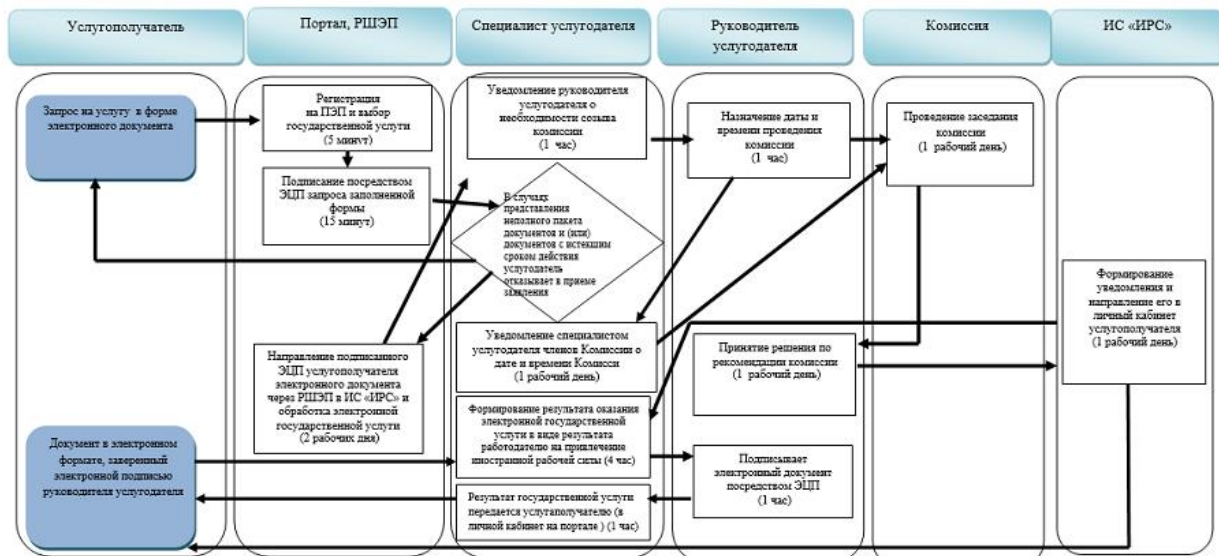 Услугополучатель
Портал, РШЭП
Специалист услугодателя
Руководитель
услугодателя
Комиссия
ИС «ИРС»
Запрос на услугу в форме
электронного документа
Регистрация
на ПЭП и выбор
государственной услуги
(5 минут)
Подписание посредством
ЭЦП запроса заполненной
формы
(15 минут)
Направление подписанного
ЭЦП услугополучателя
электронного документа
через РШЭП в ИС «ИРС» и
обработка электронной
государственной услуги
(2 рабочих дня)
Уведомление руководителя
услугодателя о
необходимости созыва
комиссии
(1 час)
В случаях
представления
неполного пакета
документов и (или)
документов с истекшим
сроком действия
услугодатель
отказывает в приеме
заявления
Уведомление специалистом
услугодателя членов Комиссии о
дате и времени Комисси
(1 рабочий день)
Формирование результата оказания
электронной государственной
услуги в виде результата
работодателю на привлечение
иностранной рабочей силы (4 час)
Результат государственной услуги
передается услугаполучателю (в
личной кабинет на портале ) (1 час)
Назначение даты и
времени проведения
комиссии
(1 час)
Принятие решения по
рекомендации комиссии
(1 рабочий день)
Подписывает
электронный документ
посредством ЭЦП
(1 час)
Проведение заседания
комиссии
(1 рабочий день)
Формирование
уведомления и
направление его в
личный кабинет
услугополучателя
(1 рабочий день)
Документ в электронном
формате, заверенный
электронной подписью
руководителя услугодателя